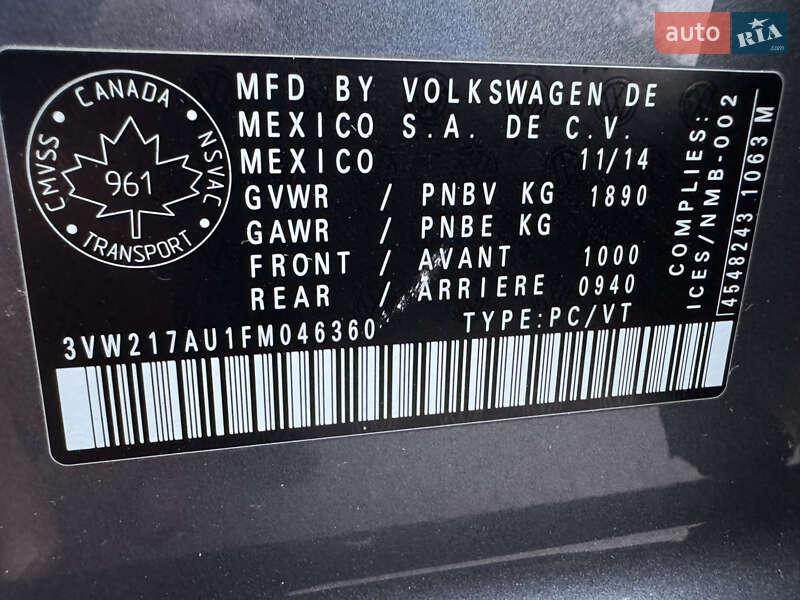 auto RIA
CANADA
CMVSS
NSVAC
961
TRANSPORT
MFD BY VOLKSWAGEN DE
MEXICO S.A. DE C.V.
MEXICO 11/14
GVWR / PNBV KG 1890
GAWR / PNBE KG
FRONT / AVANT 1000
REAR / ARRIERE 0940
3VW217AU1FM046360 TYPE:PC/VT
COMPLIES:
ICES/NMB-002
4548243 1063 M